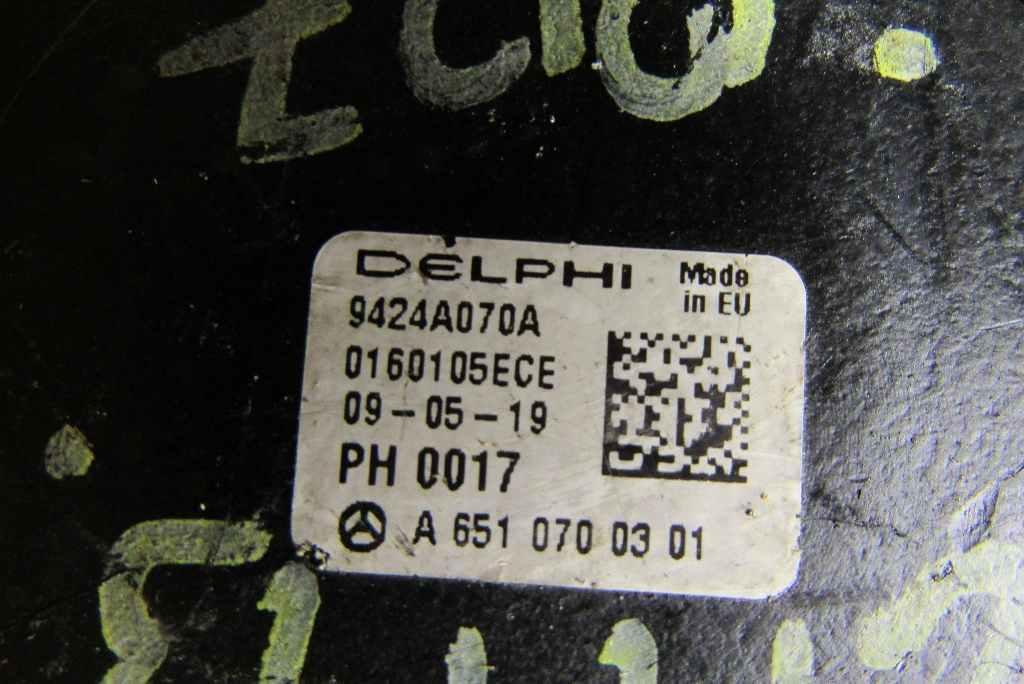 DELPHI
Made
in EU
9424A070A
0160105ECE
09-05-19
PH 0017
A 651 070 03 01